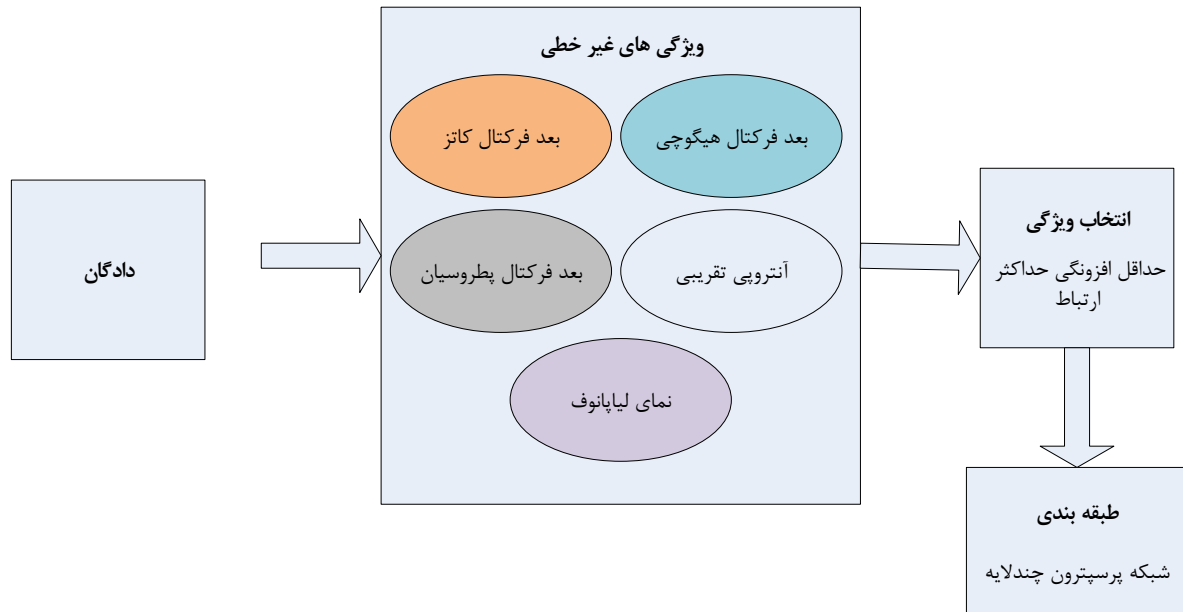 دادگان
ویژگی های غیر خطی
بعد فرکتال هیگوچی
بعد فرکتال کاتز
آنتروپی تقریبی
بعد فرکتال پطروسیان
نمای لیاپانوف
انتخاب ویژگی
حداقل افزونگی حداکثر
ارتباط
طبقه بندی
شبکه پرسپترون چندلایه